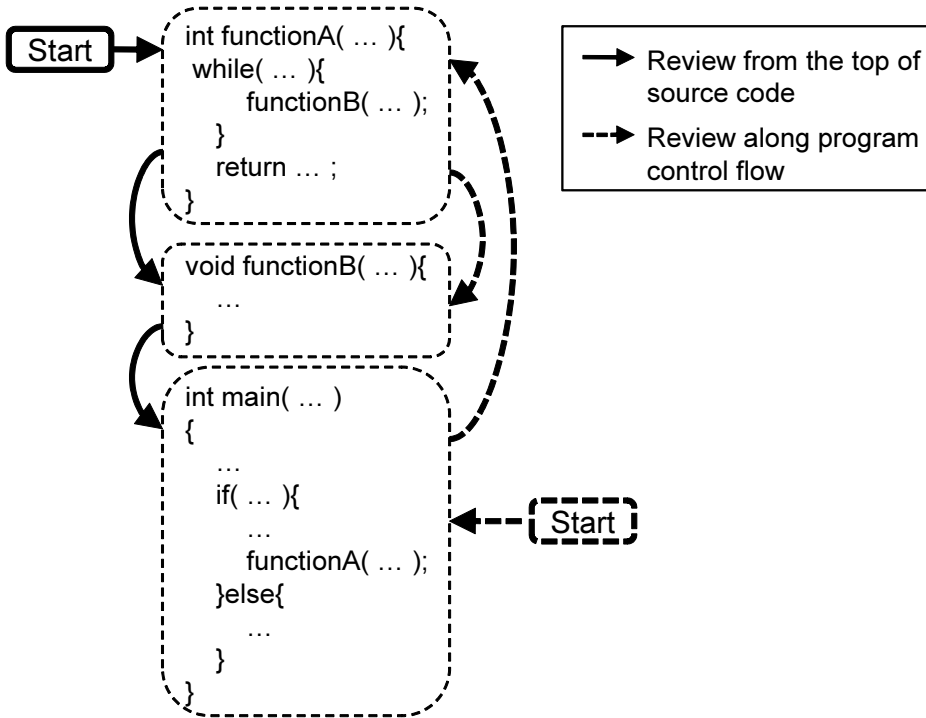 Start
int functionA( … ){
while( … ){
functionB( … );
}
return … ;
}
void functionB( … ){
…
}
int main( … )
{
…
if( … ){
…
functionA( … );
}else{
…
}
}
Start
Review from the top of
source code
Review along program
control flow